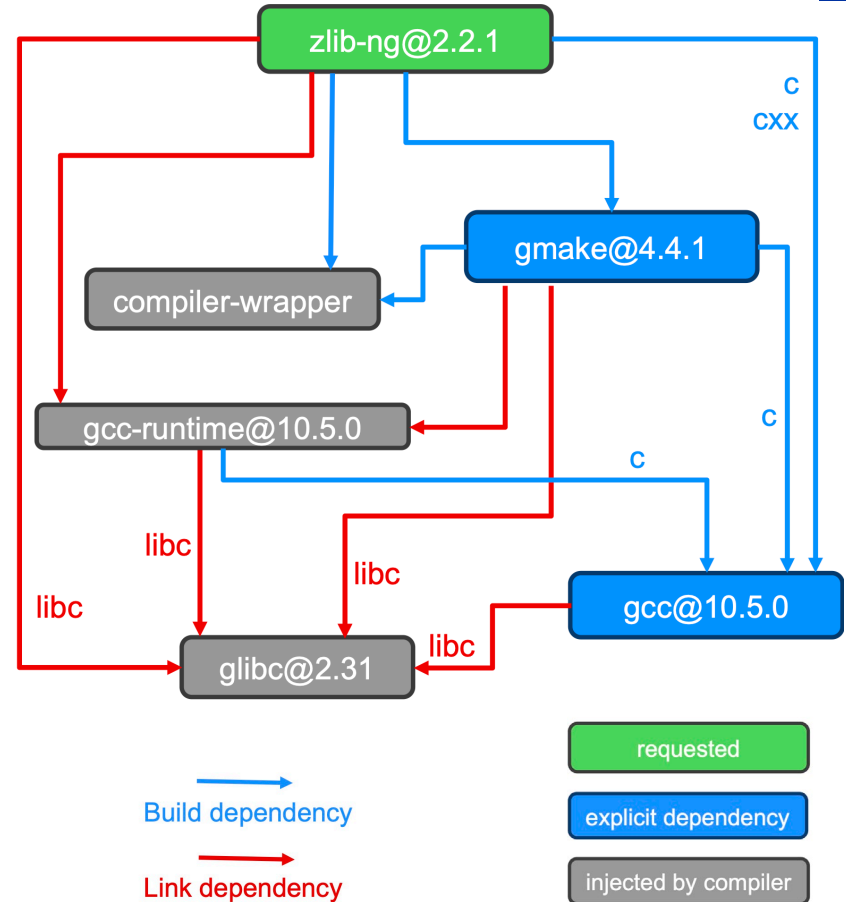 zlib-ng@2.2.1
c
cxx
gmake@4.4.1
compiler-wrapper
gcc-runtime@10.5.0
c
c
libc
libc
libc
gcc@10.5.0
libc
glibc@2.31
requested
Build dependency
explicit dependency
Link dependency
injected by compiler